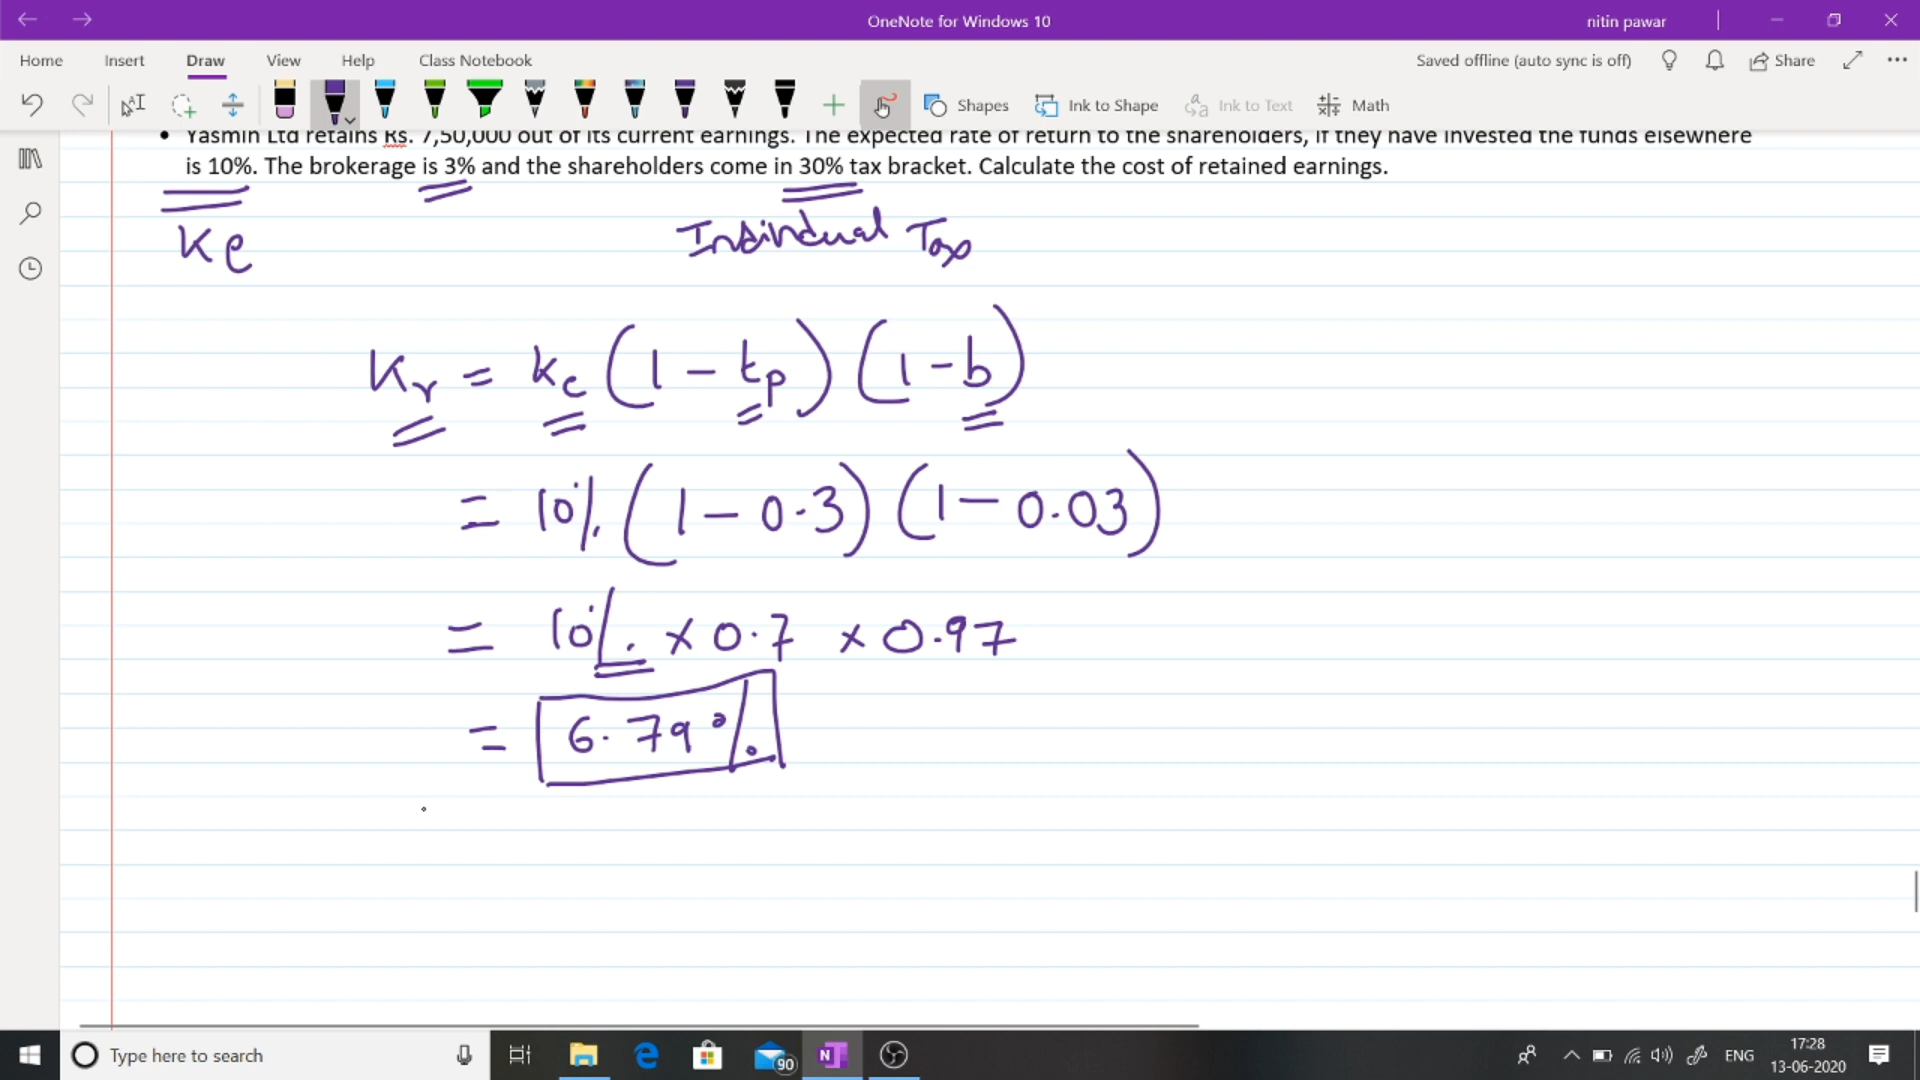 OneNote for Windows 10
nitin pawar
Home Insert Draw View Help Class Notebook
Saved offline (auto sync is off) Share
Shapes Ink to Shape Ink to Text Math
Yasmin Ltd retains Rs. 7,50,000 out of its current earnings. The expected rate of return to the shareholders, if they have invested the funds elsewhere
is 10%. The brokerage is 3% and the shareholders come in 30% tax bracket. Calculate the cost of retained earnings.
Ke Individual Tax
Kr = ke (1 - tp) (1 - b)
= 10% (1 - 0.3) (1 - 0.03)
= 10% x 0.7 x 0.97
= 6.79%
Type here to search
90
ENG
17:28
13-06-2020